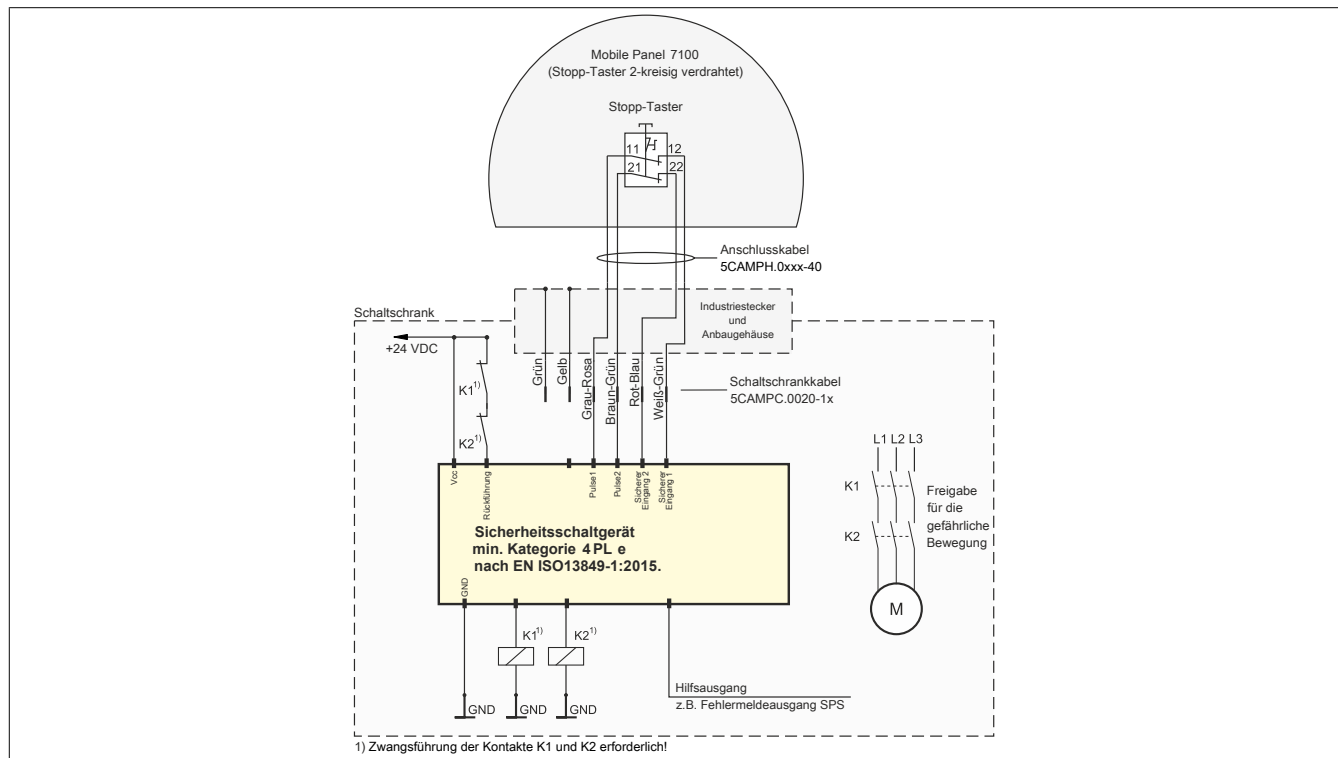 Mobile Panel 7100
(Stopp-Taster 2-kreisig verdrahtet)
Stopp-Taster
11
12
21
22
Anschlusskabel
5CAMPH.0xxx-40
Industriestecker
und
Anbaugehäuse
Schaltschrank
+24 VDC
Grün
Gelb
Grau-Rosa
Braun-Grün
Rot-Blau
Weiß-Grün
Schaltschrankkabel
5CAMPC.0020-1x
K1¹⁾
K2¹⁾
L1 L2 L3
K1
K2
Freigabe
für die
gefährliche
Bewegung
M
Vcc
Rückführung
Pulse1
Pulse2
Sicherer
Eingang 2
Sicherer
Eingang 1
Sicherheitsschaltgerät
min. Kategorie 4 PL e
nach EN ISO13849-1:2015.
GND
K1¹⁾
K2¹⁾
GND
GND
GND
Hilfsausgang
z.B. Fehlermeldeausgang SPS
1) Zwangsführung der Kontakte K1 und K2 erforderlich!